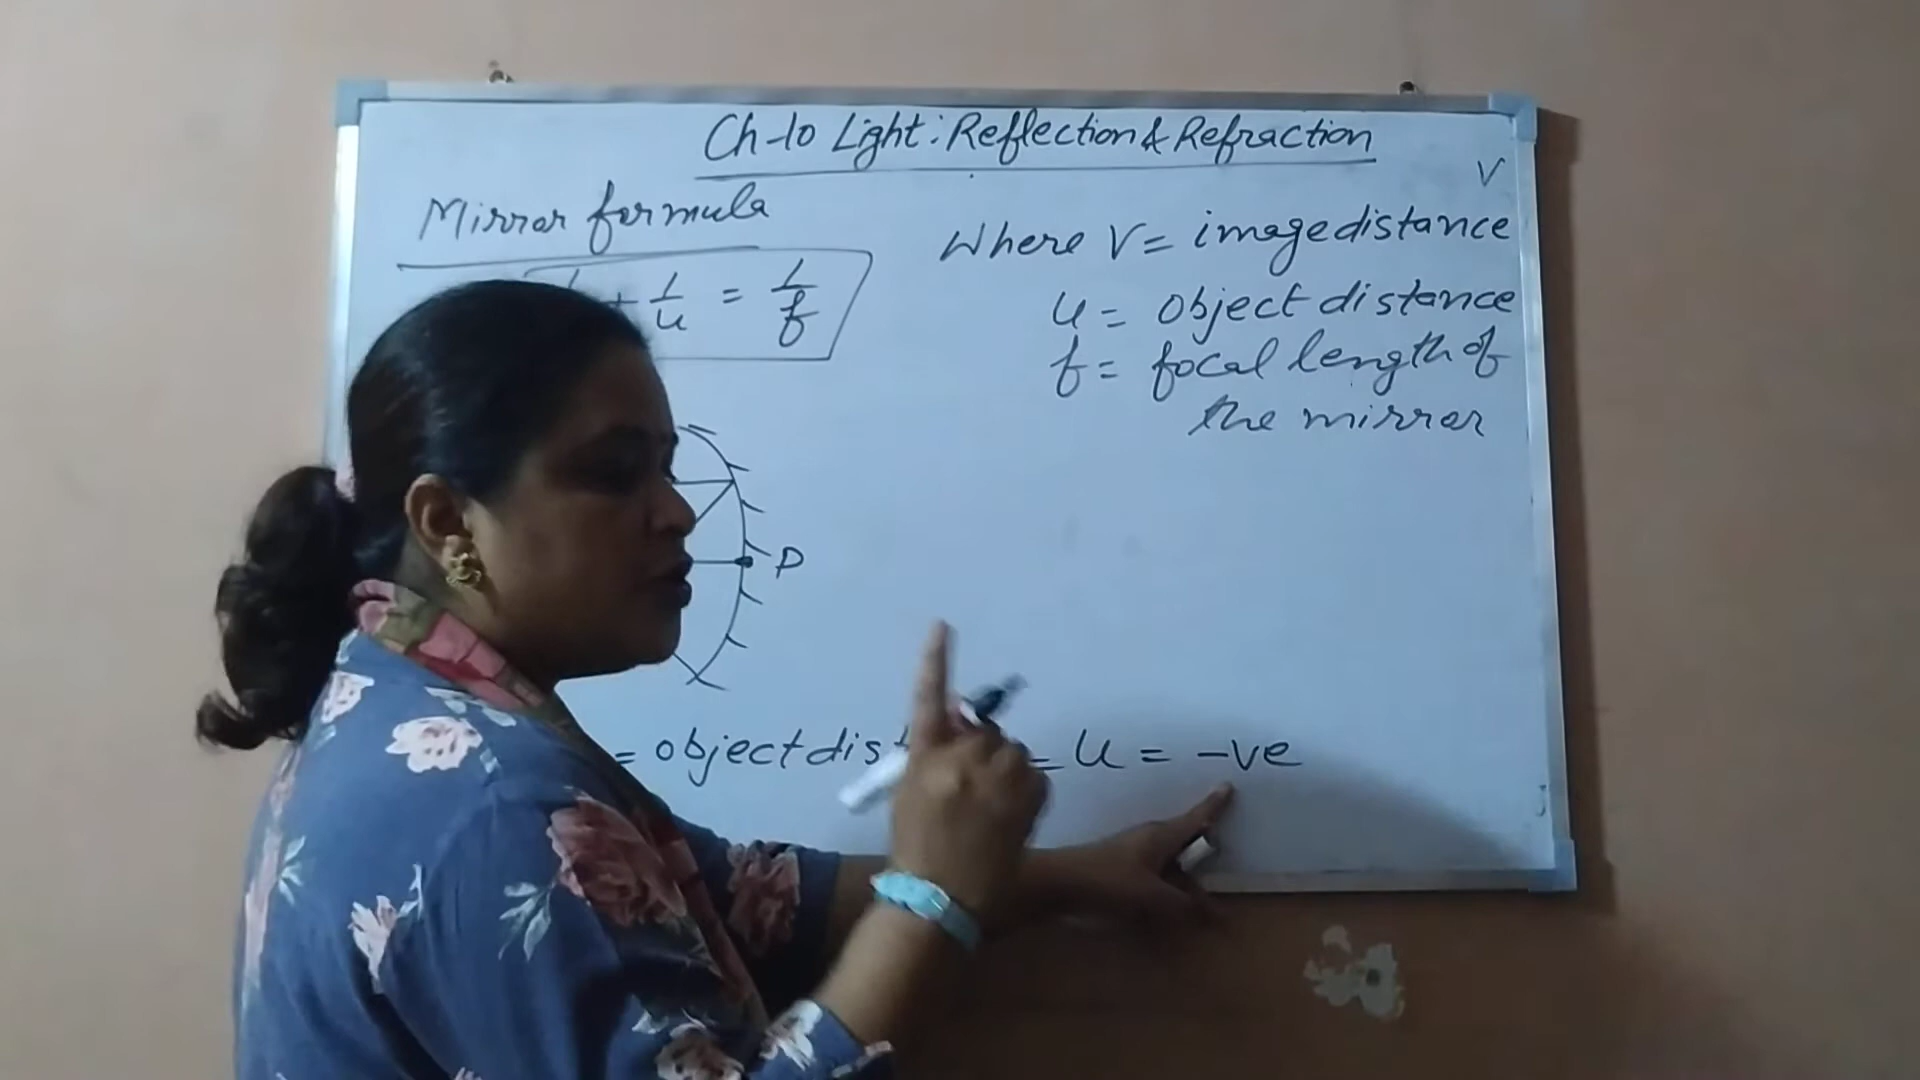 Ch-10 Light: Reflection & Refraction
V
Mirror formula
+ 1/u = 1/f
Where V = image distance
u = object distance
f = focal length of
the mirror
P
= object dis = u = -ve